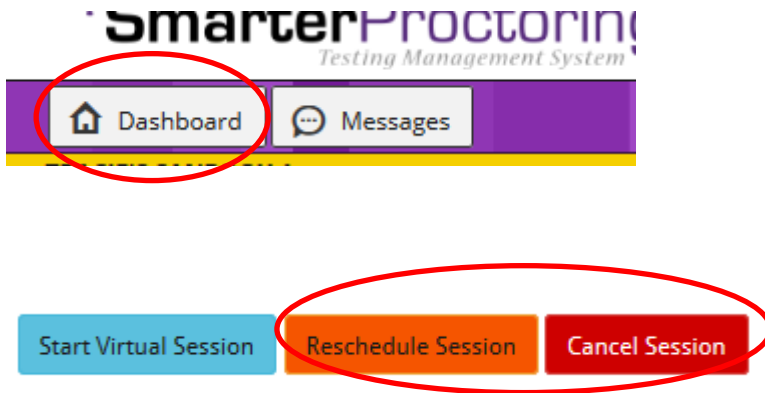 SmarterProctoring
Testing Management System
Dashboard
Messages
Start Virtual Session
Reschedule Session
Cancel Session